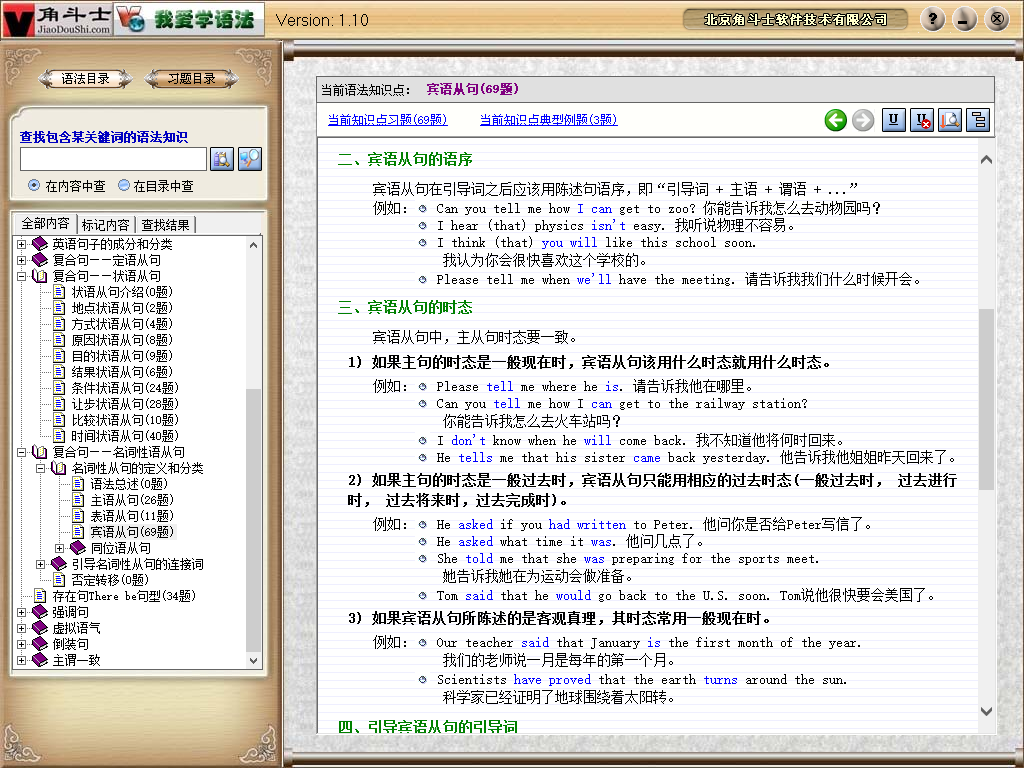 角斗士
JiaoDouShi.com
我爱学语法
Version: 1.10
北京角斗士软件技术有限公司
?
语法目录
习题目录
查找包含某关键词的语法知识
在内容中查
在目录中查
全部内容
标记内容
查找结果
英语句子的成分和分类
复合句——定语从句
复合句——状语从句
状语从句介绍(0题)
地点状语从句(2题)
方式状语从句(4题)
原因状语从句(8题)
目的状语从句(9题)
结果状语从句(6题)
条件状语从句(24题)
让步状语从句(28题)
比较状语从句(10题)
时间状语从句(40题)
复合句——名词性语从句
名词性从句的定义和分类
语法总述(0题)
主语从句(26题)
表语从句(11题)
宾语从句(69题)
同位语从句
引导名词性从句的连接词
否定转移(0题)
存在句There be句型(34题)
强调句
虚拟语气
倒装句
主谓一致
当前语法知识点: 宾语从句(69题)
当前知识点习题(69题)
当前知识点典型例题(3题)
U
U
二、宾语从句的语序
宾语从句在引导词之后应该用陈述句语序，即“引导词 + 主语 + 谓语 + ...”
例如: Can you tell me how I can get to zoo? 你能告诉我怎么去动物园吗?
I hear (that) physics isn't easy. 我听说物理不容易。
I think (that) you will like this school soon.
我认为你会很快喜欢这个学校的。
Please tell me when we'll have the meeting. 请告诉我我们什么时候开会。
三、宾语从句的时态
宾语从句中，主从句时态要一致。
1) 如果主句的时态是一般现在时，宾语从句该用什么时态就用什么时态。
例如: Please tell me where he is. 请告诉我他在哪里。
Can you tell me how I can get to the railway station?
你能告诉我怎么去火车站吗?
I don't know when he will come back. 我不知道他将何时回来。
He tells me that his sister came back yesterday. 他告诉我他姐姐昨天回来了。
2) 如果主句的时态是一般过去时，宾语从句只能用相应的过去时态(一般过去时， 过去进行
时， 过去将来时，过去完成时)。
例如: He asked if you had written to Peter. 他问你是否给Peter写信了。
He asked what time it was. 他问几点了。
She told me that she was preparing for the sports meet.
她告诉我她在为运动会做准备。
Tom said that he would go back to the U.S. soon. Tom说他很快要会美国了。
3) 如果宾语从句所陈述的是客观真理，其时态常用一般现在时。
例如: Our teacher said that January is the first month of the year.
我们的老师说一月是每年的第一个月。
Scientists have proved that the earth turns around the sun.
科学家已经证明了地球围绕着太阳转。
四、引导宾语从句的引导词